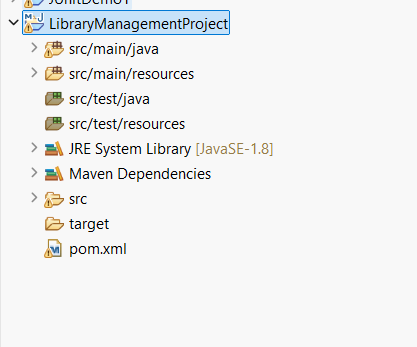 LibraryManagementProject
src/main/java
src/main/resources
src/test/java
src/test/resources
JRE System Library [JavaSE-1.8]
Maven Dependencies
src
target
pom.xml